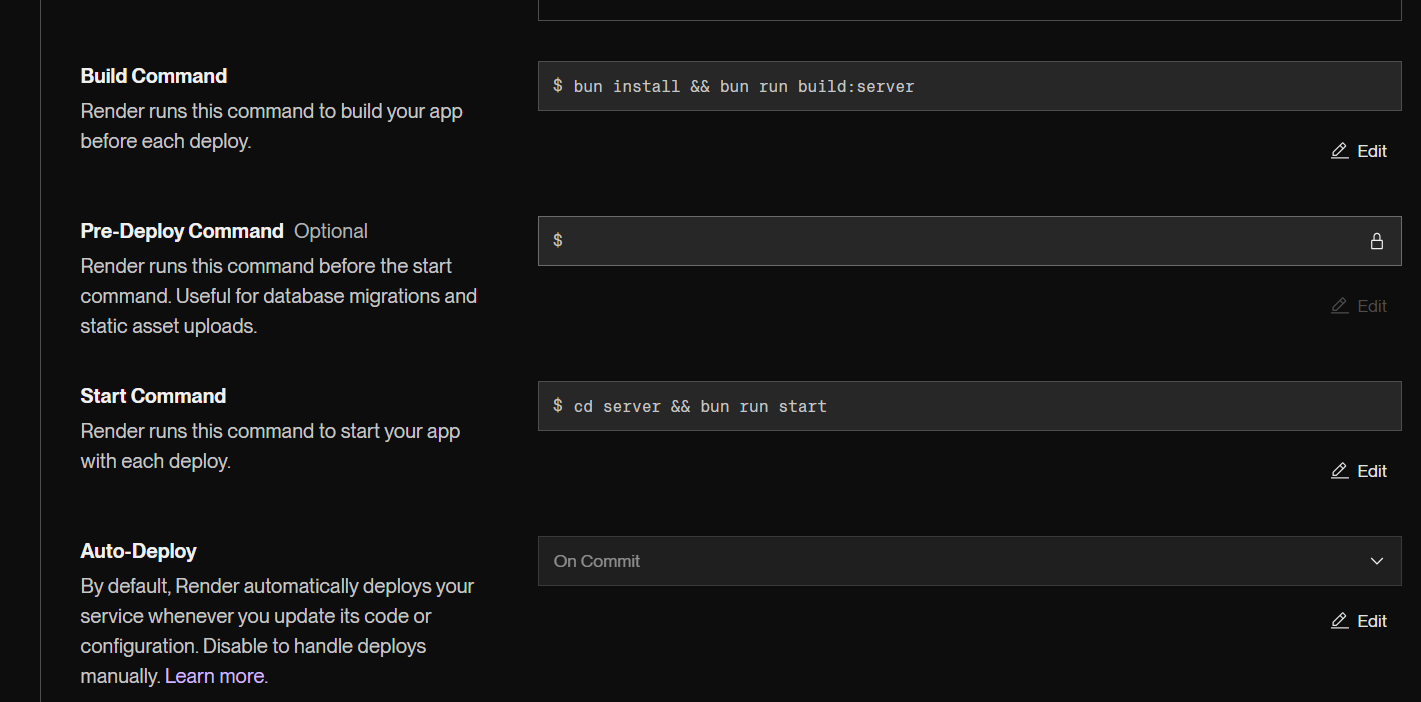 Build Command
$ bun install && bun run build:server
Render runs this command to build your app
before each deploy.
Edit
Pre-Deploy Command Optional
$
Render runs this command before the start
command. Useful for database migrations and
static asset uploads.
Edit
Start Command
$ cd server && bun run start
Render runs this command to start your app
with each deploy.
Edit
Auto-Deploy
On Commit
By default, Render automatically deploys your
service whenever you update its code or
configuration. Disable to handle deploys
manually. Learn more.
Edit